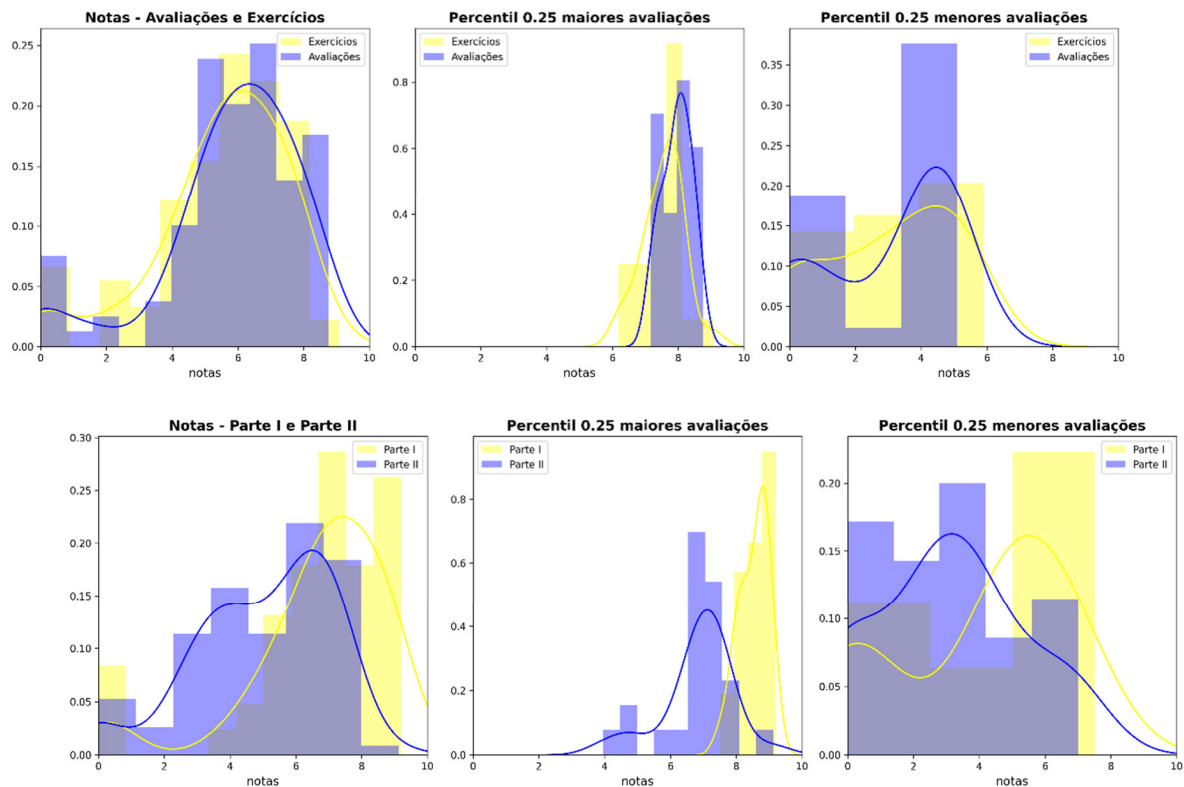 Notas - Avaliações e Exercícios
Exercícios
Avaliações
0.25
0.20
0.15
0.10
0.05
0.00
0 2 4 6 8 10
notas
Percentil 0.25 maiores avaliações
Exercícios
Avaliações
0.8
0.6
0.4
0.2
0.0
0 2 4 6 8 10
notas
Percentil 0.25 menores avaliações
Exercícios
Avaliações
0.35
0.30
0.25
0.20
0.15
0.10
0.05
0.00
0 2 4 6 8 10
notas
Notas - Parte I e Parte II
Parte I
Parte II
0.30
0.25
0.20
0.15
0.10
0.05
0.00
0 2 4 6 8 10
notas
Percentil 0.25 maiores avaliações
Parte I
Parte II
0.8
0.6
0.4
0.2
0.0
0 2 4 6 8 10
notas
Percentil 0.25 menores avaliações
Parte I
Parte II
0.20
0.15
0.10
0.05
0.00
0 2 4 6 8 10
notas